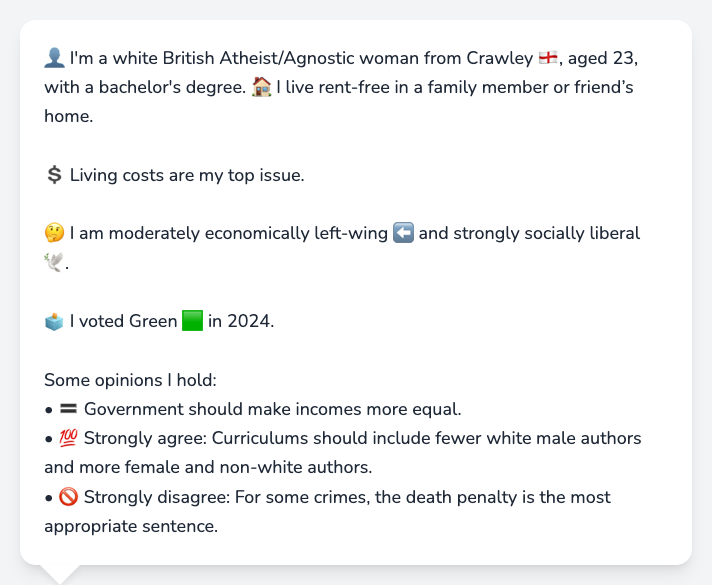 👤 I'm a white British Atheist/Agnostic woman from Crawley 🏴󠁧󠁢󠁥󠁮󠁧󠁿, aged 23,
with a bachelor's degree. 🏠 I live rent-free in a family member or friend’s
home.
💲 Living costs are my top issue.
🤔 I am moderately economically left-wing ⬅️ and strongly socially liberal
🕊️.
🗳️ I voted Green 🟩 in 2024.
Some opinions I hold:
• 🟰 Government should make incomes more equal.
• 💯 Strongly agree: Curriculums should include fewer white male authors
and more female and non-white authors.
• 🚫 Strongly disagree: For some crimes, the death penalty is the most
appropriate sentence.